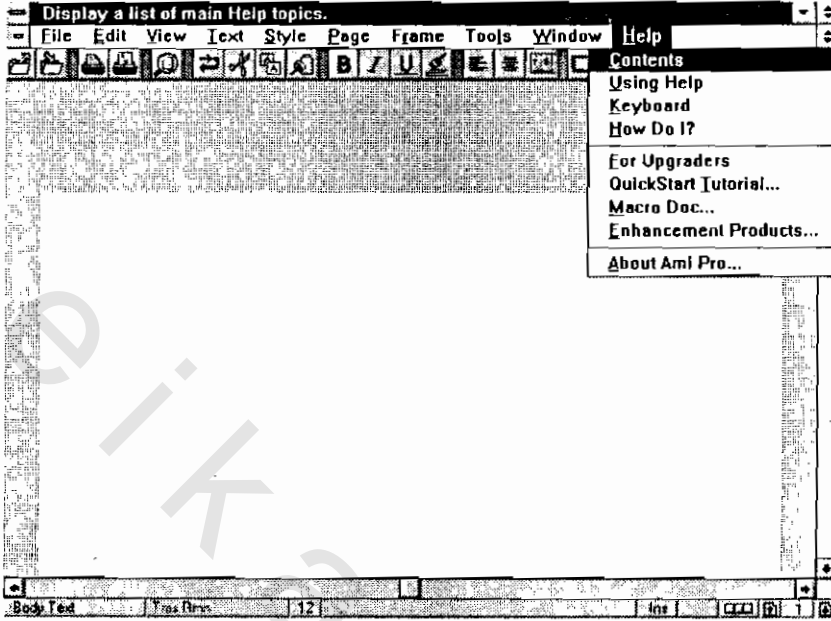 Display a list of main Help topics.
File Edit View Text Style Page Frame Tools Window Help
B I U
Contents
Using Help
Keyboard
How Do I?
For Upgraders
QuickStart Tutorial...
Macro Doc...
Enhancement Products...
About Ami Pro...
e i k a
Body Text 12 Ins 1